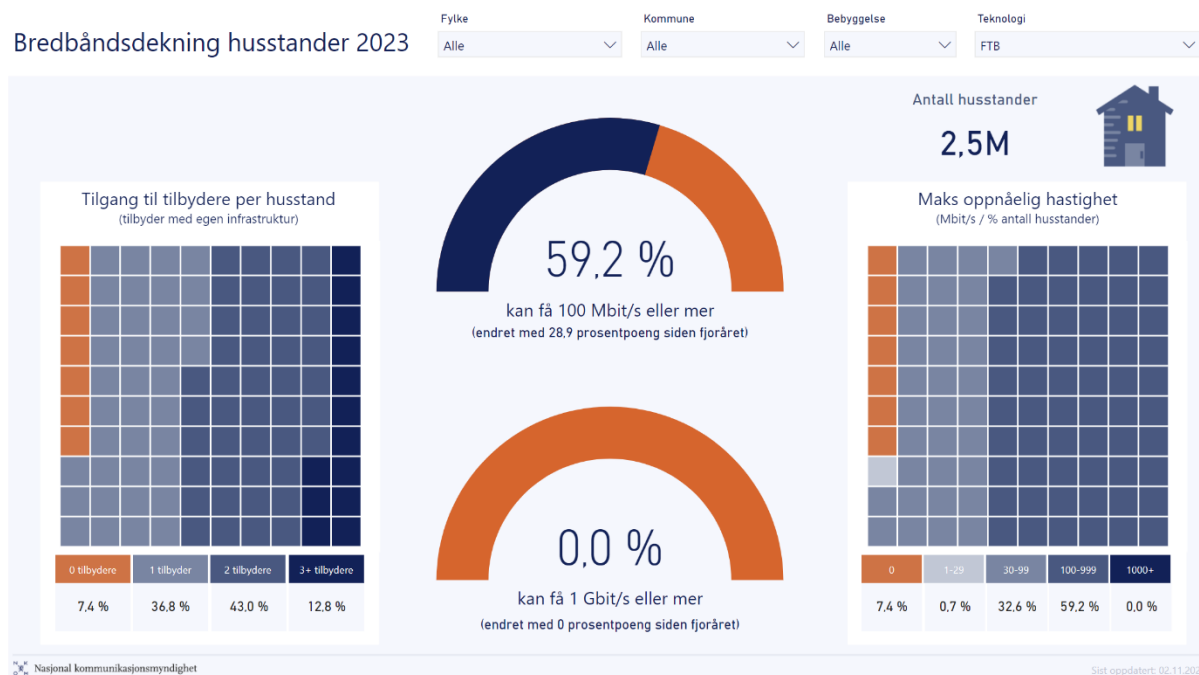 Bredbåndsdekning husstander 2023
Fylke
Alle
Kommune
Alle
Bebyggelse
Alle
Teknologi
FTB
Antall husstander
2,5M
Tilgang til tilbydere per husstand
(tilbyder med egen infrastruktur)
0 tilbydere 1 tilbyder 2 tilbydere 3+ tilbydere
7,4 % 36,8 % 43,0 % 12,8 %
59,2 %
kan få 100 Mbit/s eller mer
(endret med 28,9 prosentpoeng siden fjoråret)
0,0 %
kan få 1 Gbit/s eller mer
(endret med 0 prosentpoeng siden fjoråret)
Maks oppnåelig hastighet
(Mbit/s / % antall husstander)
0 1-29 30-99 100-999 1000+
7,4 % 0,7 % 32,6 % 59,2 % 0,0 %
Nasjonal kommunikasjonsmyndighet
Sist oppdatert: 02.11.202